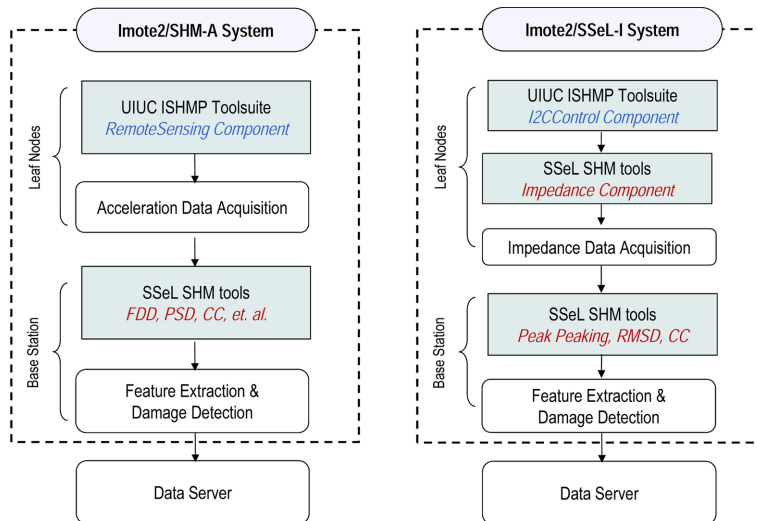 Imote2/SHM-A System
Leaf Nodes
UIUC ISHMP Toolsuite
RemoteSensing Component
Acceleration Data Acquisition
Base Station
SSeL SHM tools
FDD, PSD, CC, et. al.
Feature Extraction &
Damage Detection
Data Server
Imote2/SSeL-I System
Leaf Nodes
UIUC ISHMP Toolsuite
I2CControl Component
SSeL SHM tools
Impedance Component
Impedance Data Acquisition
Base Station
SSeL SHM tools
Peak Peaking, RMSD, CC
Feature Extraction &
Damage Detection
Data Server